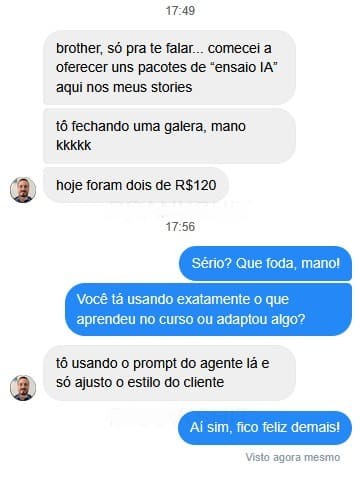 17:49
brother, só pra te falar... comecei a
oferecer uns pacotes de “ensaio IA”
aqui nos meus stories
tô fechando uma galera, mano
kkkkk
hoje foram dois de R$120
17:56
Sério? Que foda, mano!
Você tá usando exatamente o que
aprendeu no curso ou adaptou algo?
tô usando o prompt do agente lá e
só ajusto o estilo do cliente
Aí sim, fico feliz demais!
Visto agora mesmo